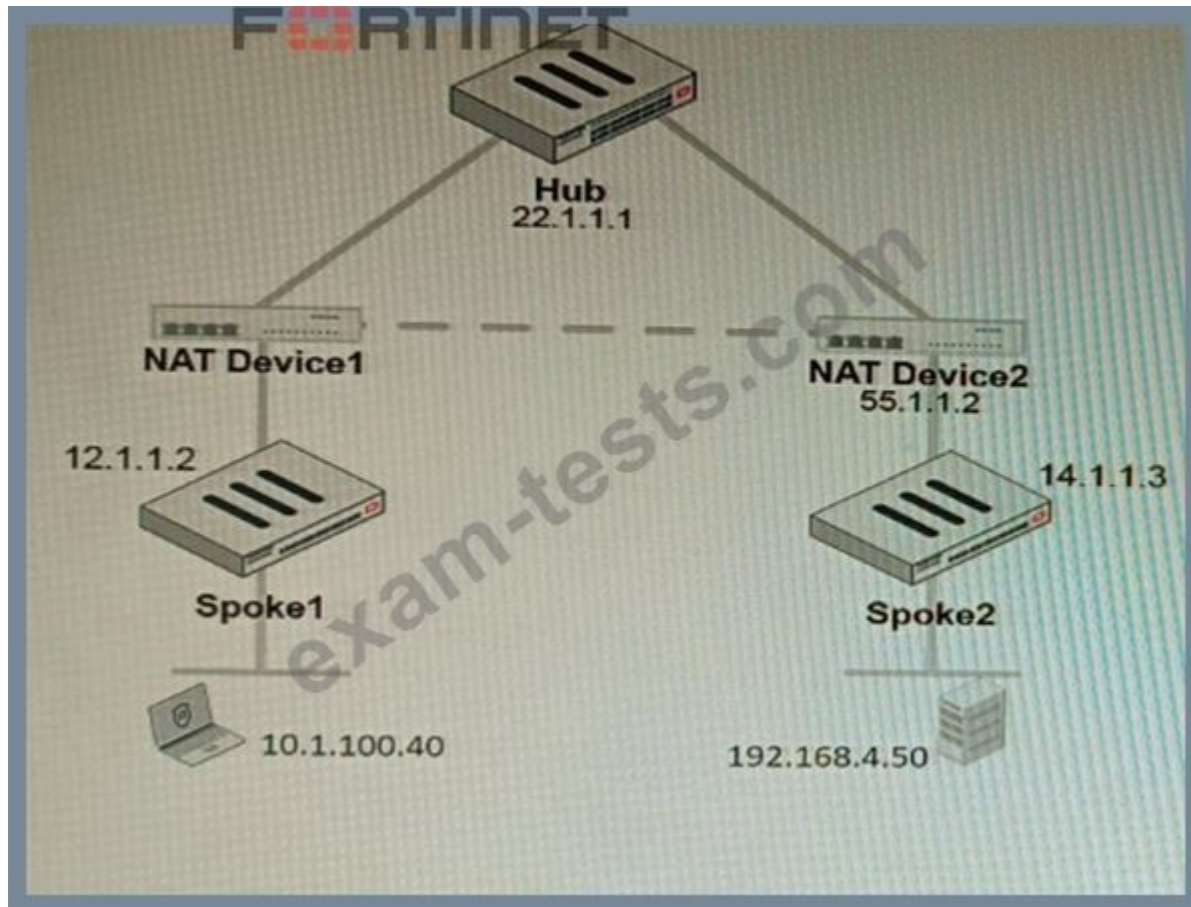 FORTINET
Hub
22.1.1.1
NAT Device1
NAT Device2
55.1.1.2
12.1.1.2
14.1.1.3
Spoke1
Spoke2
10.1.100.40
192.168.4.50
exam-tests.com